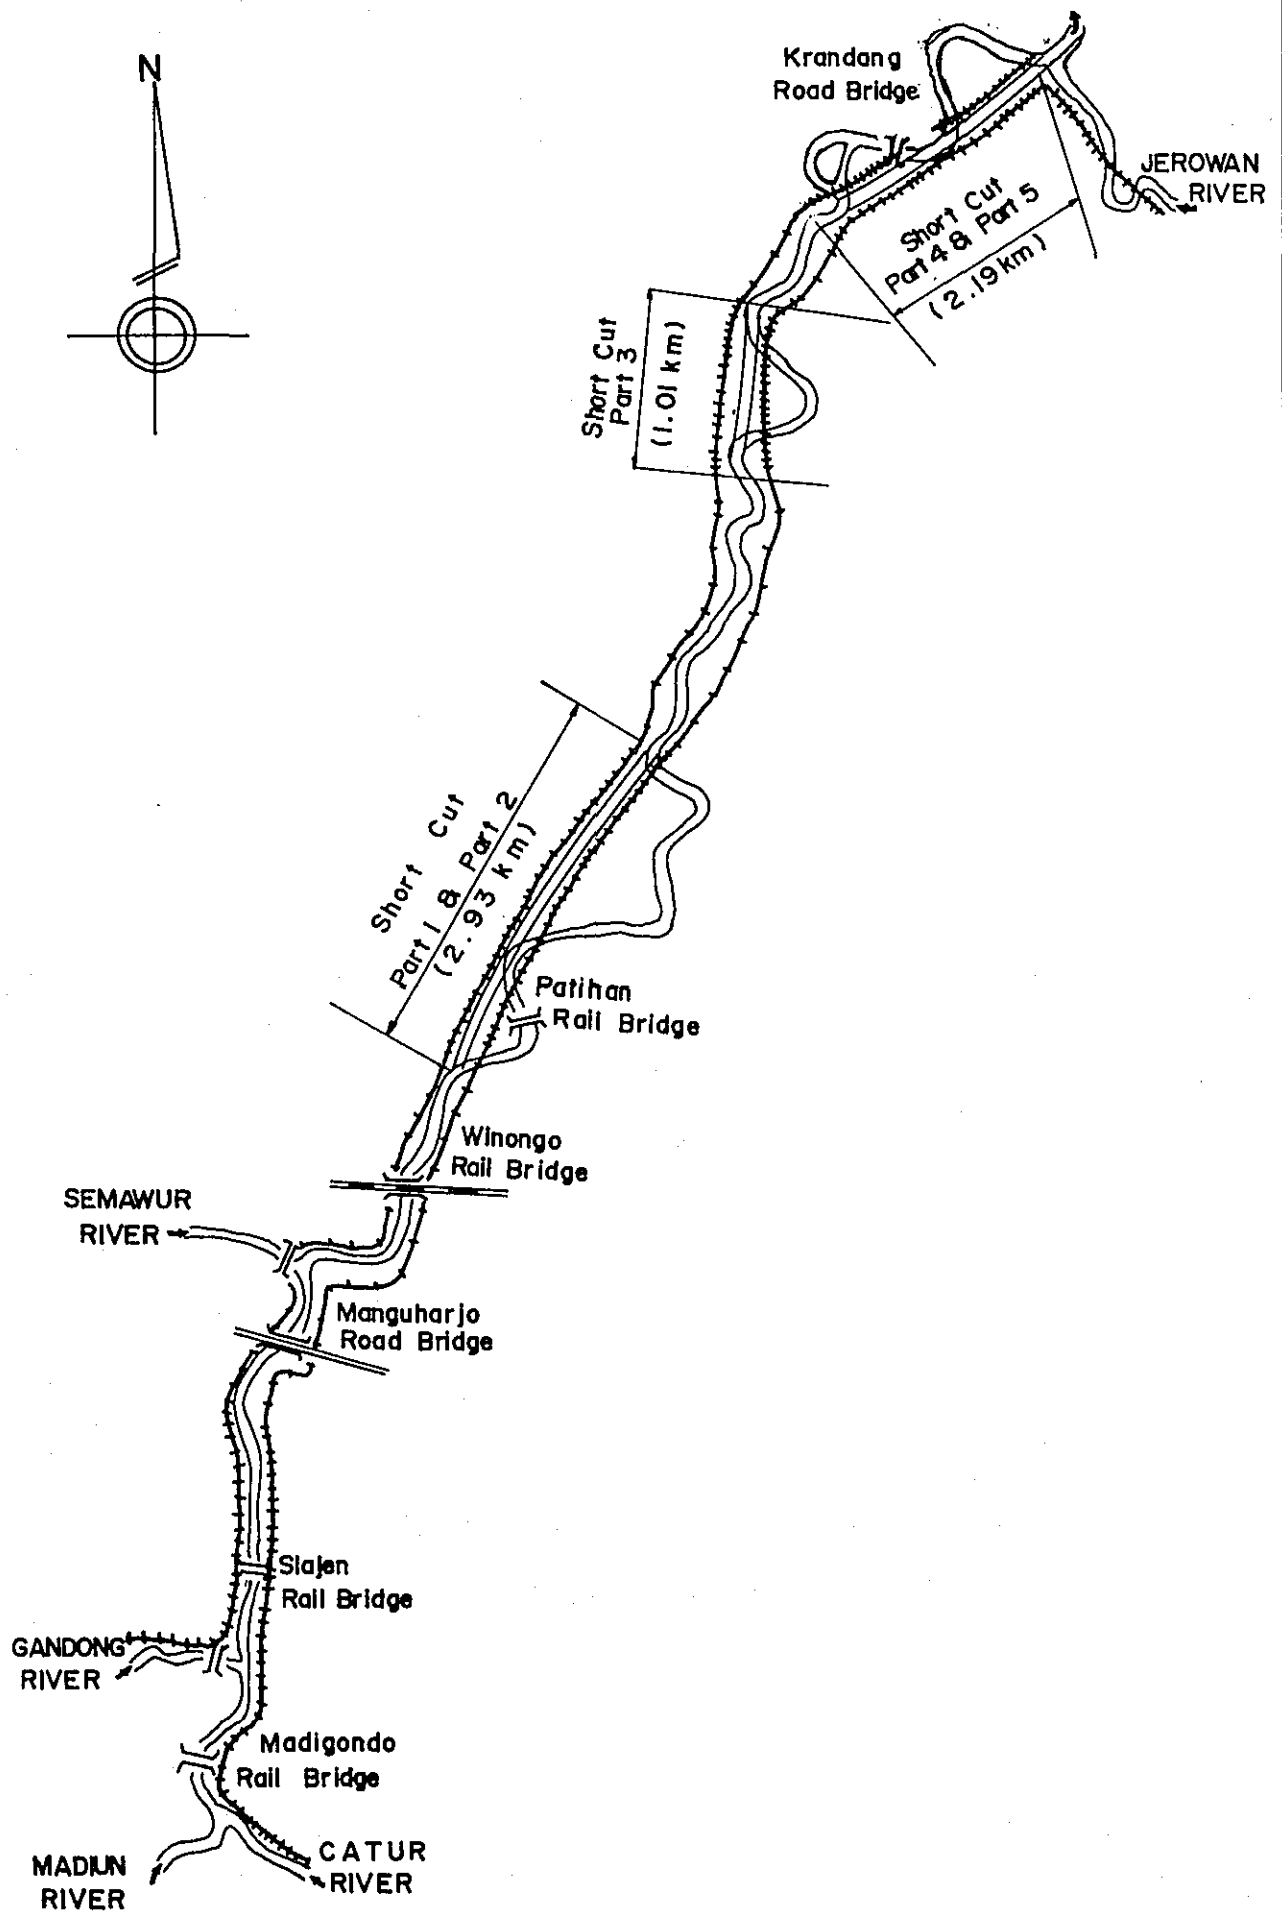 N
Krandang
Road Bridge
JEROWAN
RIVER
Short Cut
Part 4 & Part 5
(2.19 km)
Short Cut
Part 3
(1.01 km)
Short Cut
Part 1 & Part 2
(2.93 km)
Patihan
Rail Bridge
Winongo
Rail Bridge
SEMAWUR
RIVER
Manguharjo
Road Bridge
Slajen
Rail Bridge
GANDONG
RIVER
Madigondo
Rail Bridge
CATUR
RIVER
MADIUN
RIVER